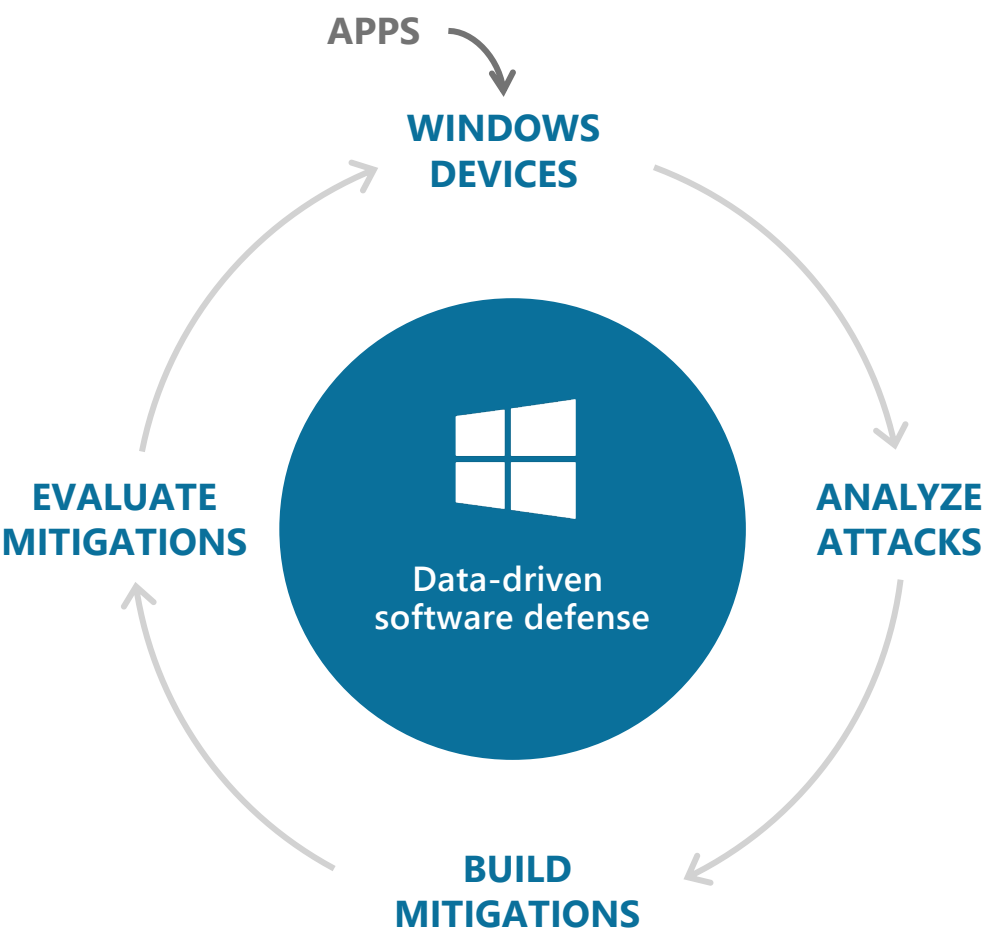 APPS
WINDOWS
DEVICES
ANALYZE
ATTACKS
BUILD
MITIGATIONS
EVALUATE
MITIGATIONS
Data-driven
software defense